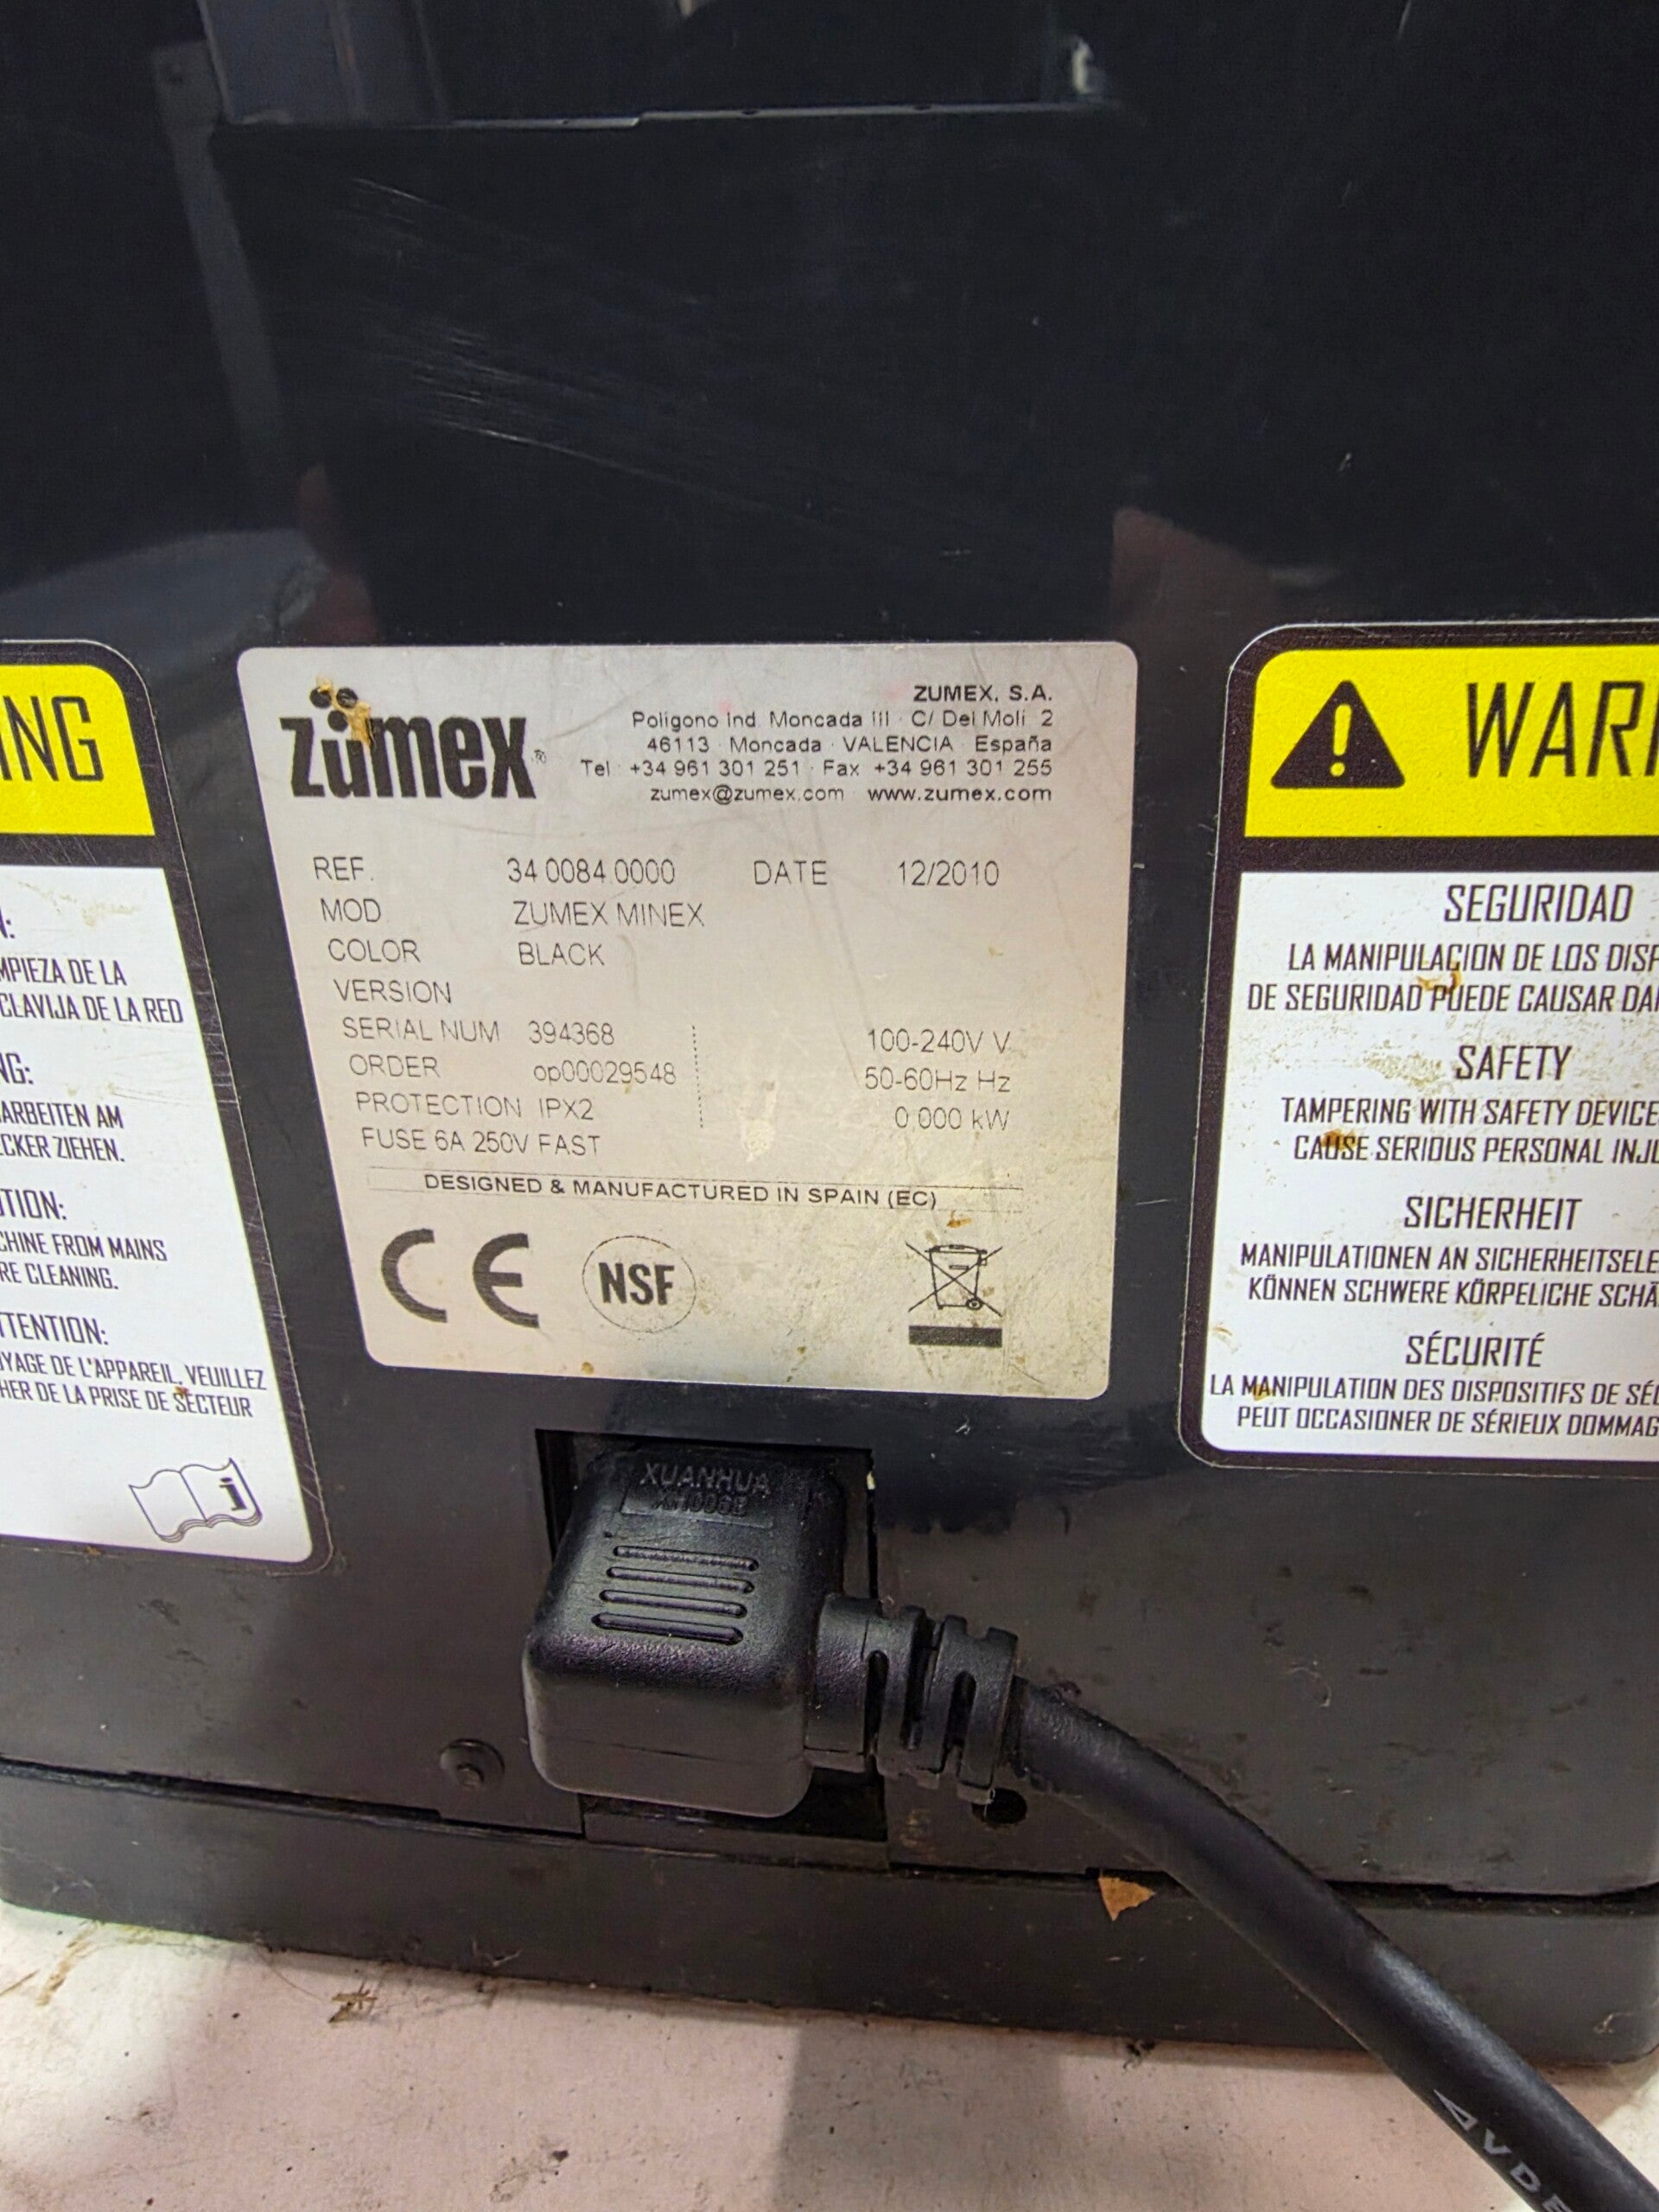 ING
N:
MPIEZA DE LA
CLAVIJA DE LA RED
NG:
ARBEITEN AM
CKER ZIEHEN.
TION:
CHINE FROM MAINS
RE CLEANING.
TTENTION:
YAGE DE L'APPAREIL, VEUILLEZ
HER DE LA PRISE DE SECTEUR
i
zümex®
ZUMEX, S.A.
Polígono Ind. Moncada III · C/ Del Molí, 2
46113 · Moncada · VALENCIA · España
Tel · +34 961 301 251 · Fax +34 961 301 255
zumex@zumex.com · www.zumex.com
REF. 34.0084.0000 DATE 12/2010
MOD ZUMEX MINEX
COLOR BLACK
VERSION
SERIAL NUM 394368 100-240V V.
ORDER op00029548 50-60Hz Hz
PROTECTION IPX2 0,000 kW
FUSE 6A 250V FAST
DESIGNED & MANUFACTURED IN SPAIN (EC)
CE NSF
WAR
SEGURIDAD
LA MANIPULACION DE LOS DISP
DE SEGURIDAD PUEDE CAUSAR DA
SAFETY
TAMPERING WITH SAFETY DEVICE
CAUSE SERIOUS PERSONAL INJU
SICHERHEIT
MANIPULATIONEN AN SICHERHEITSELE
KÖNNEN SCHWERE KÖRPELICHE SCHÄ
SÉCURITÉ
LA MANIPULATION DES DISPOSITIFS DE SÉC
PEUT OCCASIONER DE SÉRIEUX DOMMAG
XUANHUA
VDE